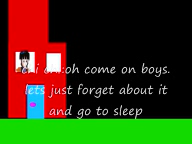 oh come on boys.
lets just forget about it
and go to sleep